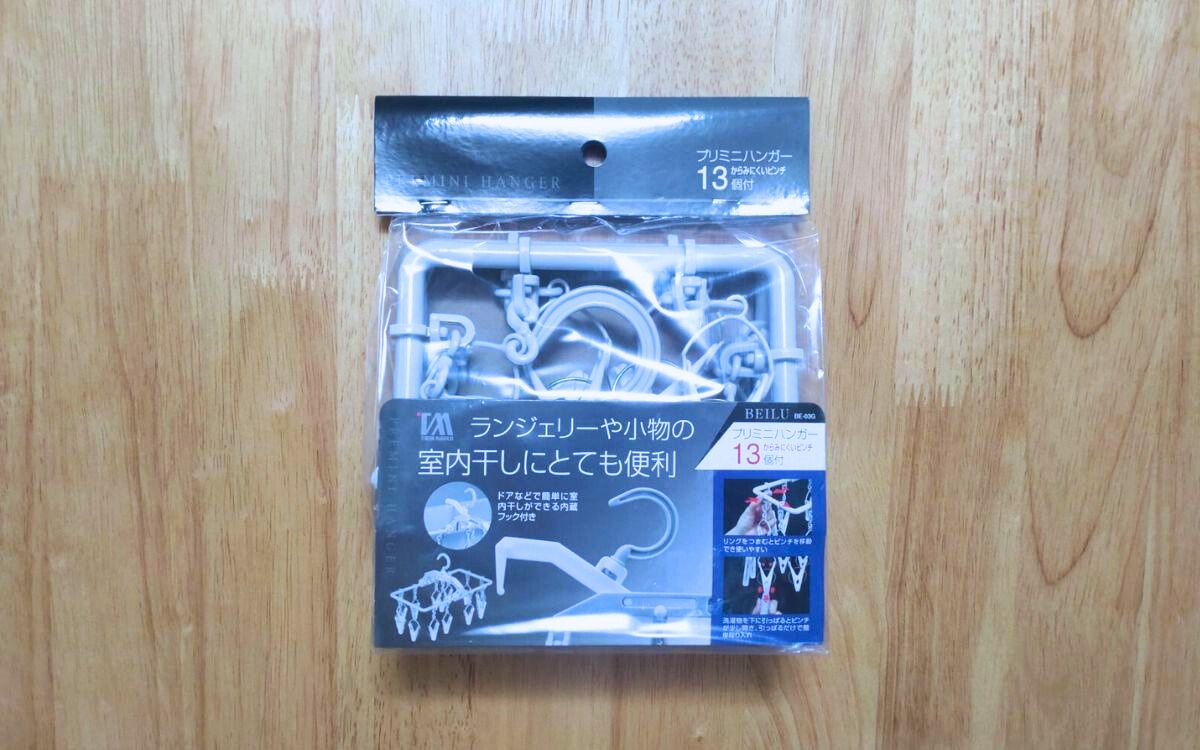 MINI HANGER
プリミニハンガー
13 からみにくいピンチ
個付
TM
ランジェリーや小物の
室内干しにとても便利
ドアなどで簡単に室
内干しができる内蔵
フック付き
BEILU BE-03G
プリミニハンガー
13 からみにくいピンチ
個付
リングをつまむとピンチを移動
でき使いやすい
洗濯物を下に引っぱるとピンチ
が少し開き、引っぱるだけで簡
単取り入れ
MINI HANGER